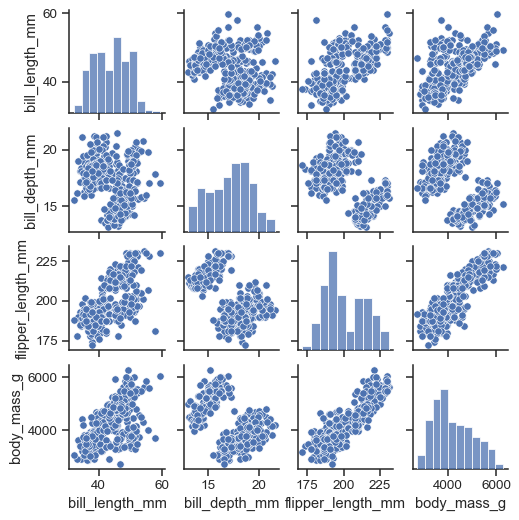 60
40
bill_length_mm
20
15
bill_depth_mm
225
200
175
flipper_length_mm
6000
4000
body_mass_g
40 60
15 20
175 200 225
4000 6000
bill_length_mm bill_depth_mm flipper_length_mm body_mass_g